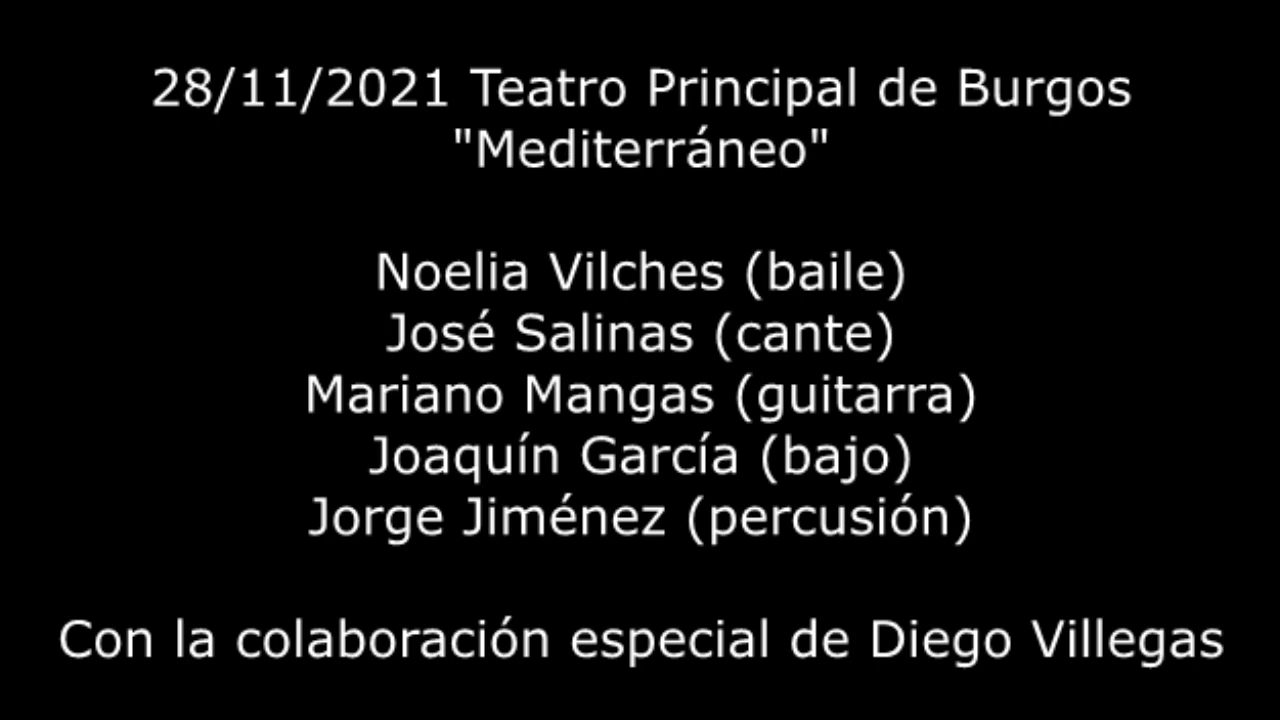 28/11/2021 Teatro Principal de Burgos
"Mediterráneo"
Noelia Vilches (baile)
José Salinas (cante)
Mariano Mangas (guitarra)
Joaquín García (bajo)
Jorge Jiménez (percusión)
Con la colaboración especial de Diego Villegas